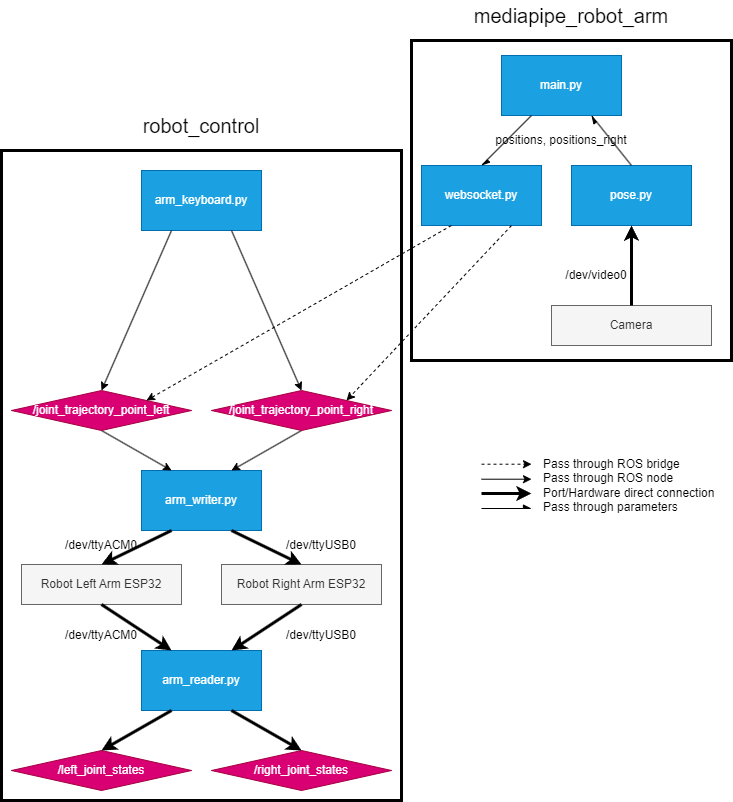 mediapipe_robot_arm
main.py
robot_control
positions, positions_right
arm_keyboard.py
websocket.py
pose.py
/dev/video0
Camera
/joint_trajectory_point_left
/joint_trajectory_point_right
Pass through ROS bridge
Pass through ROS node
Port/Hardware direct connection
Pass through parameters
arm_writer.py
/dev/ttyACM0
/dev/ttyUSB0
Robot Left Arm ESP32
Robot Right Arm ESP32
/dev/ttyACM0
/dev/ttyUSB0
arm_reader.py
/left_joint_states
/right_joint_states